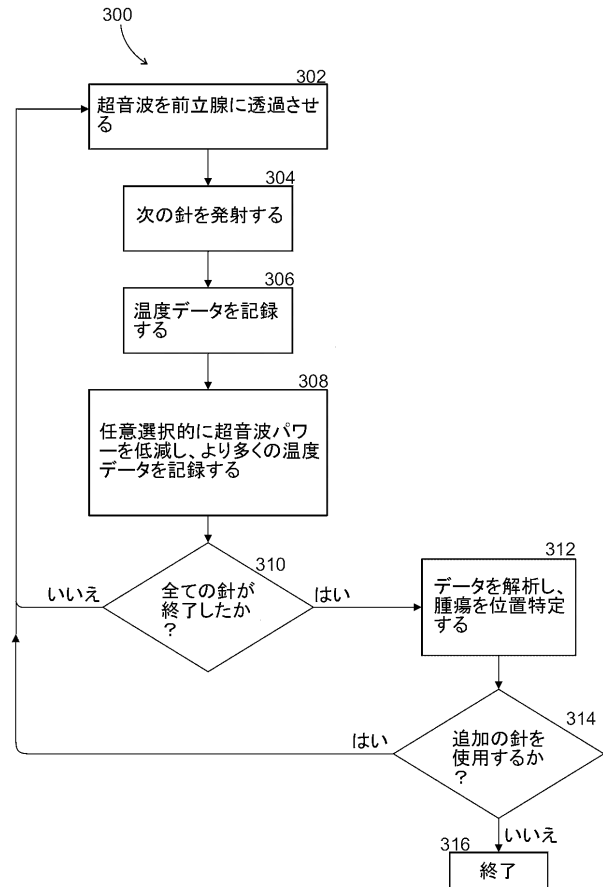 300
302
超音波を前立腺に透過させ
る
304
次の針を発射する
306
温度データを記録
する
308
任意選択的に超音波パワ
ーを低減し、より多くの温度
データを記録する
310
全ての針が
終了したか
？
いいえ
はい
312
データを解析し、
腫瘍を位置特定
する
314
追加の針を
使用するか
？
はい
いいえ
316
終了